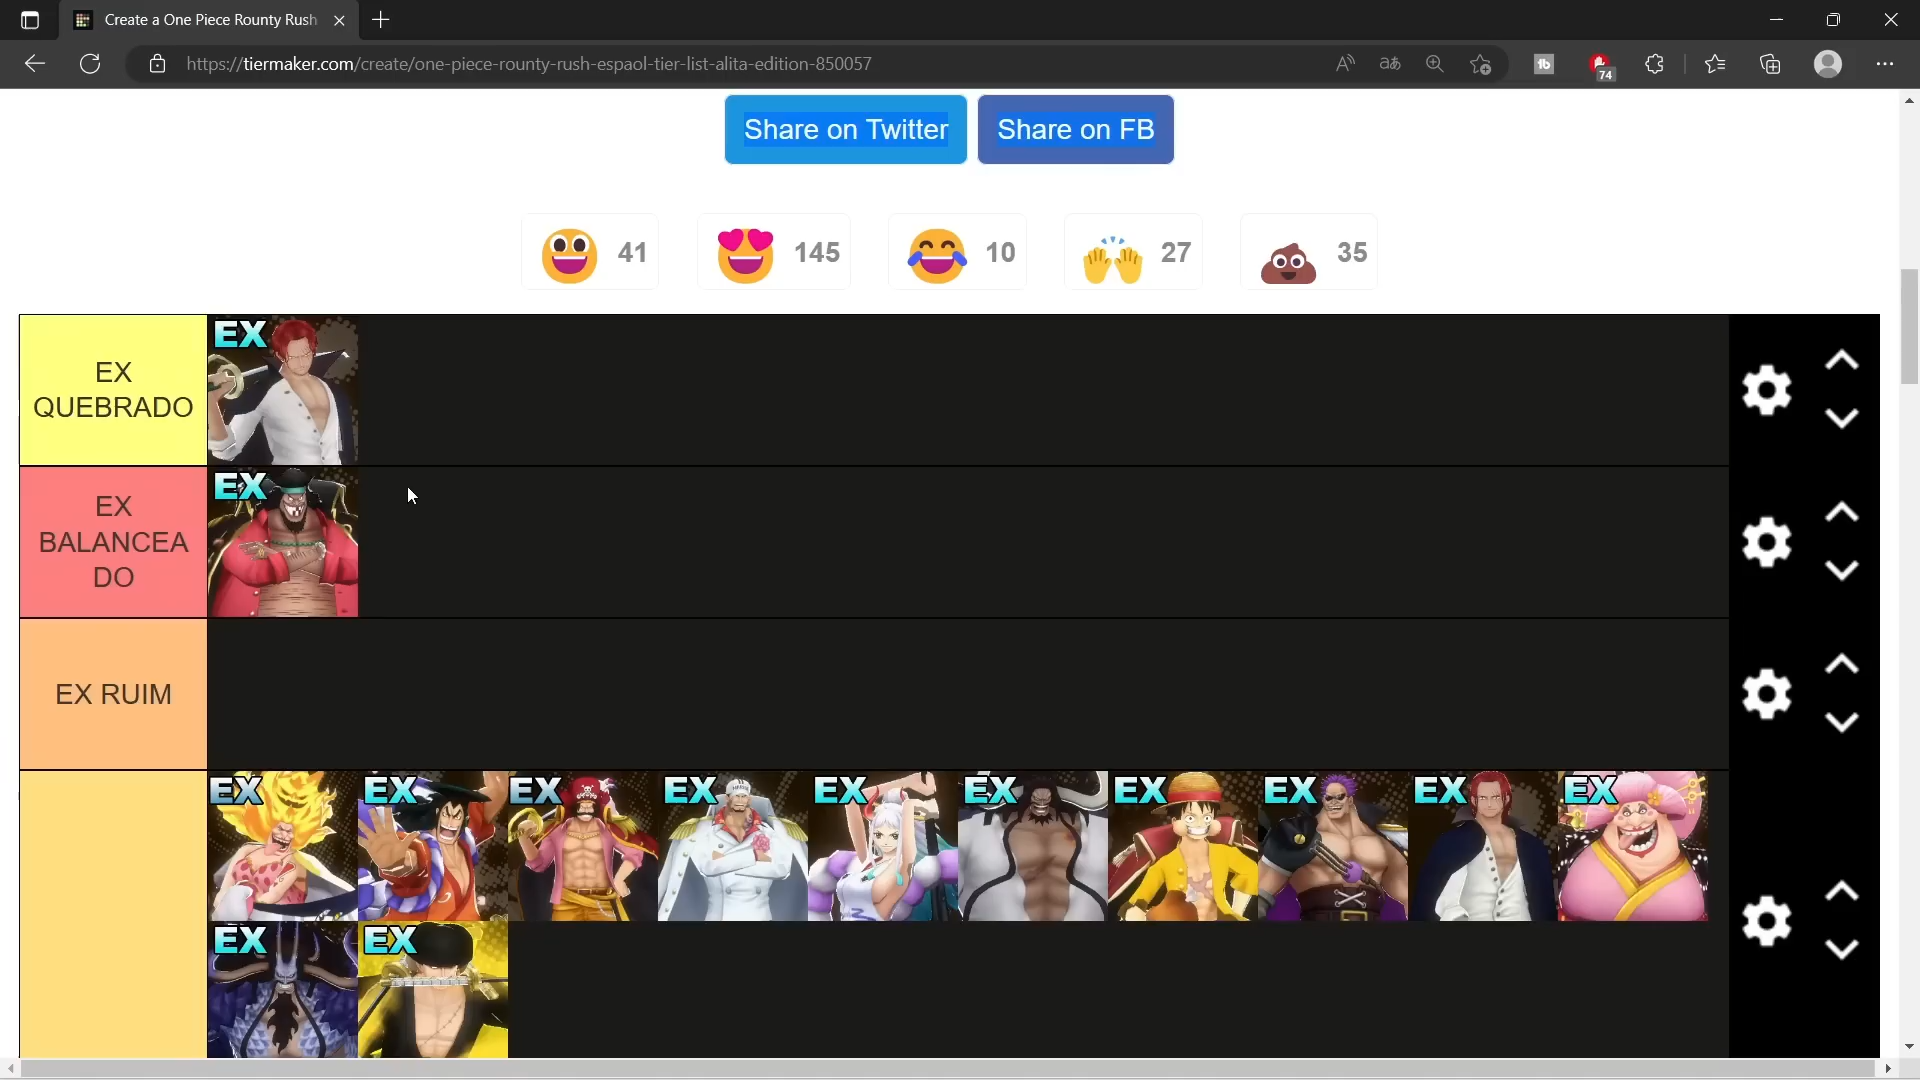 Create a One Piece Rounty Rush
https://tiermaker.com/create/one-piece-rounty-rush-espaol-tier-list-alita-edition-850057
74
Share on Twitter
Share on FB
41
145
10
27
35
EX
QUEBRADO
EX
EX
BALANCEA
DO
EX
EX RUIM
EX
EX
EX
EX
EX
EX
EX
EX
EX
EX
EX
EX